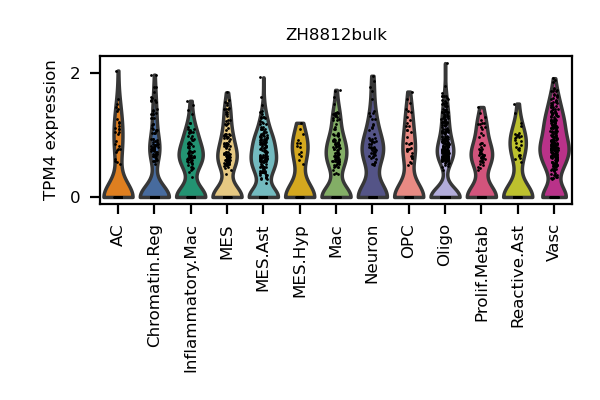 ZH8812bulk
TPM4 expression
2
0
AC
Chromatin.Reg
Inflammatory.Mac
MES
MES.Ast
MES.Hyp
Mac
Neuron
OPC
Oligo
Prolif.Metab
Reactive.Ast
Vasc